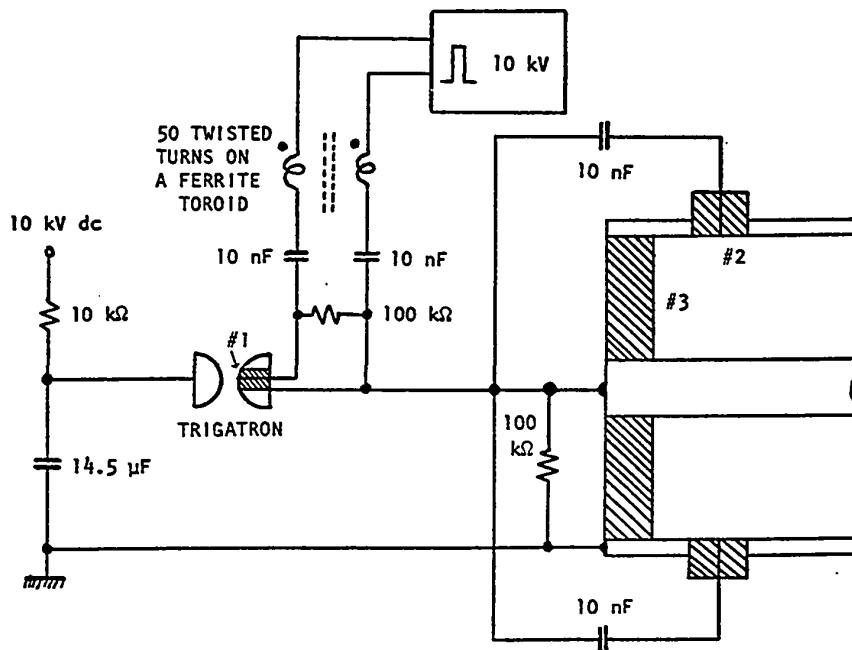 10 kV
50 TWISTED
TURNS ON
A FERRITE
TOROID
10 nF
10 kV dc
10 nF
10 nF
#2
#3
10 kΩ
100 kΩ
#1
TRIGATRON
100
kΩ
14.5 µF
10 nF